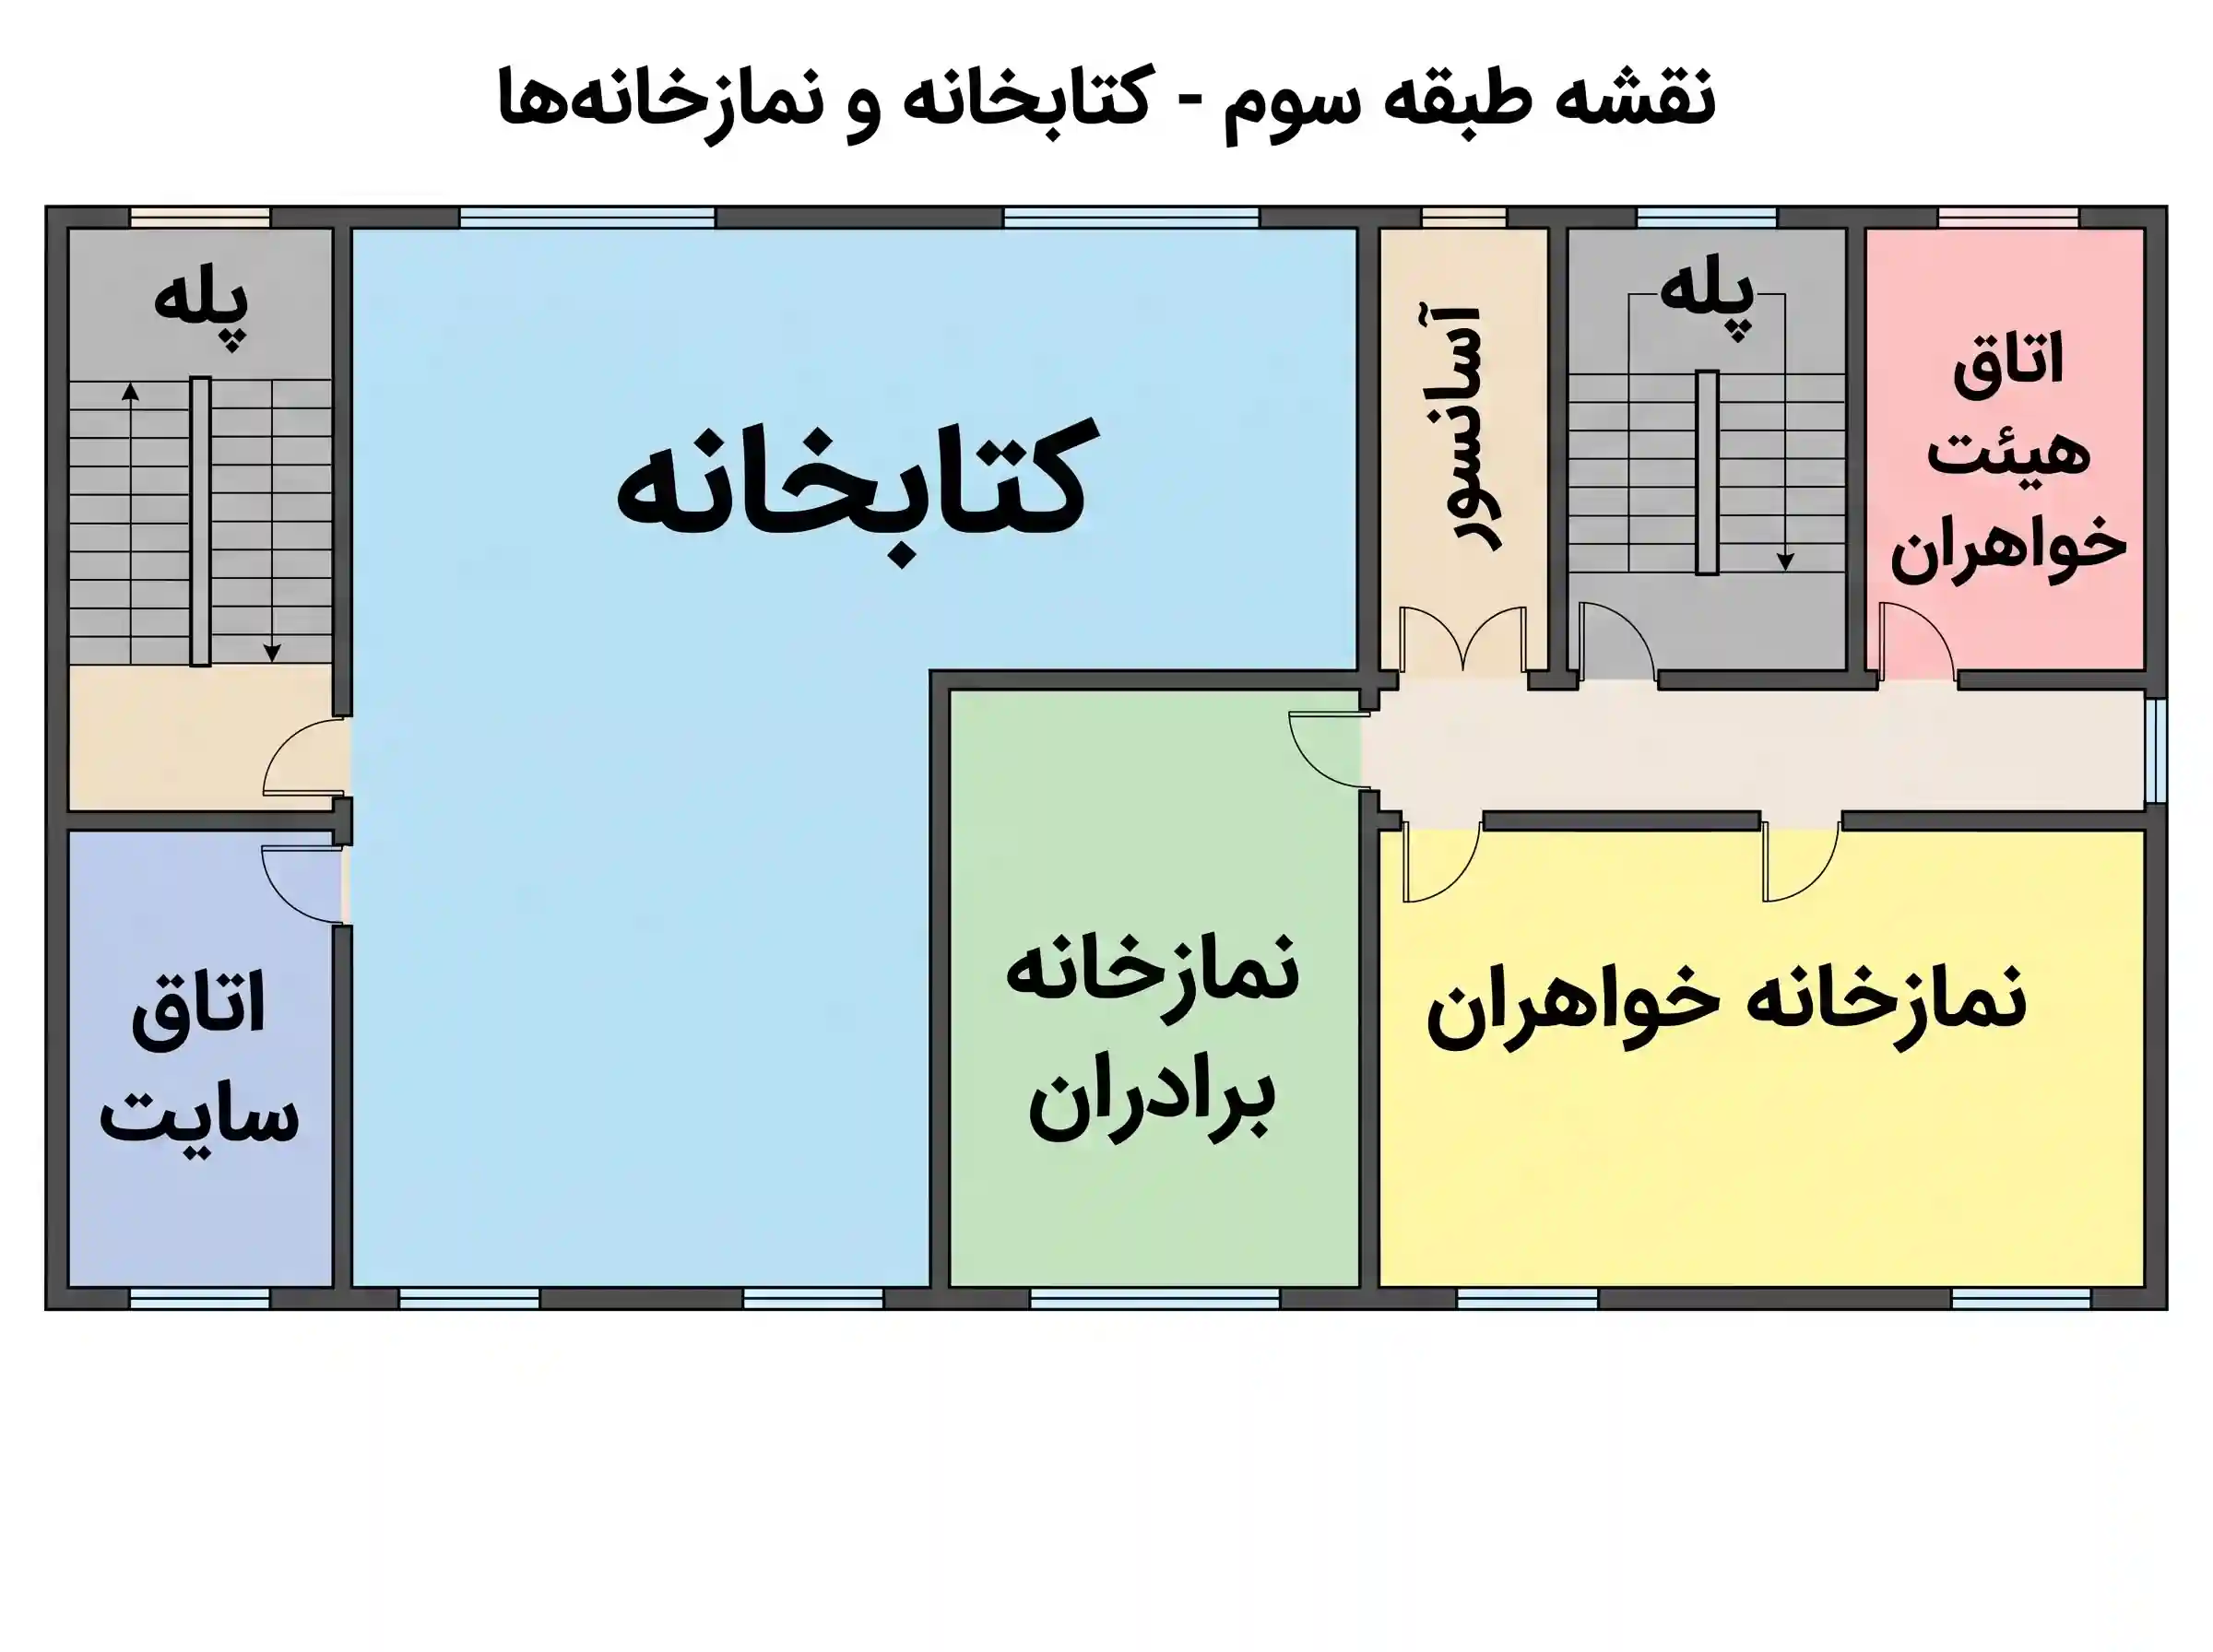 نقشه طبقه سوم - کتابخانه و نمازخانه‌ها
پله
آسانسور
پله
اتاق
هیئت
خواهران
کتابخانه
نمازخانه خواهران
نمازخانه
برادران
اتاق
سایت